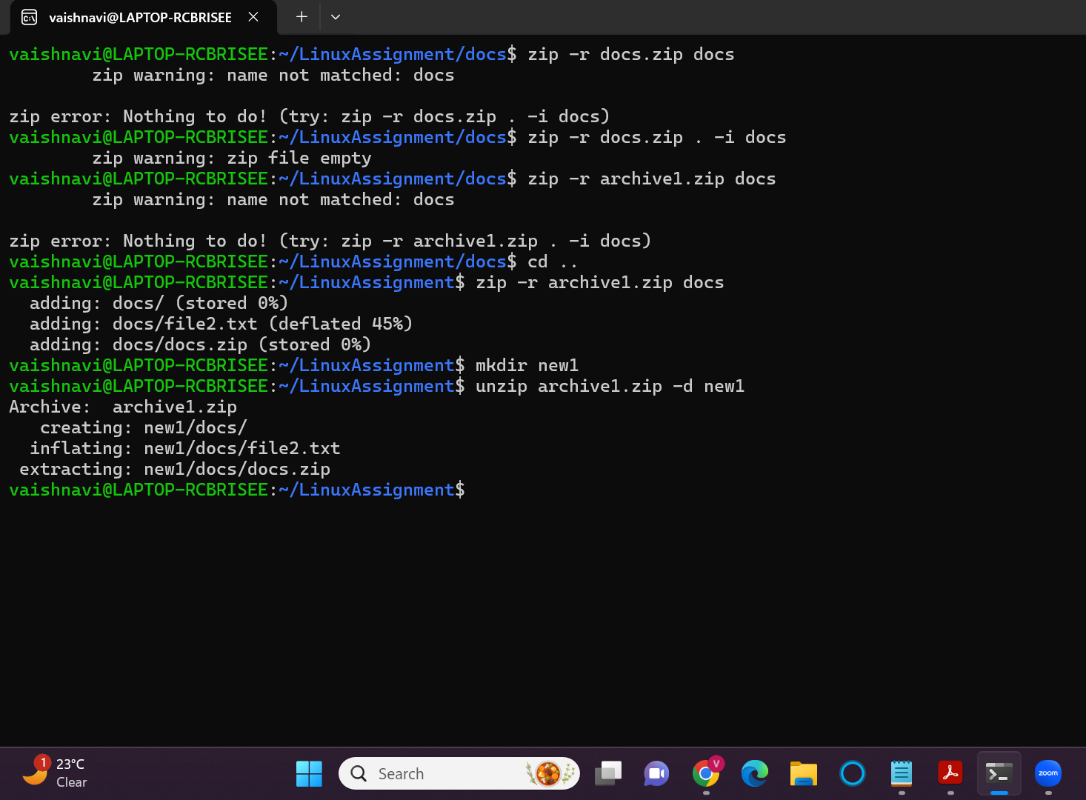 vaishnavi@LAPTOP-RCBRISEE
vaishnavi@LAPTOP-RCBRISEE:~/LinuxAssignment/docs$ zip -r docs.zip docs
        zip warning: name not matched: docs
zip error: Nothing to do! (try: zip -r docs.zip . -i docs)
vaishnavi@LAPTOP-RCBRISEE:~/LinuxAssignment/docs$ zip -r docs.zip . -i docs
        zip warning: zip file empty
vaishnavi@LAPTOP-RCBRISEE:~/LinuxAssignment/docs$ zip -r archive1.zip docs
        zip warning: name not matched: docs
zip error: Nothing to do! (try: zip -r archive1.zip . -i docs)
vaishnavi@LAPTOP-RCBRISEE:~/LinuxAssignment/docs$ cd ..
vaishnavi@LAPTOP-RCBRISEE:~/LinuxAssignment$ zip -r archive1.zip docs
  adding: docs/ (stored 0%)
  adding: docs/file2.txt (deflated 45%)
  adding: docs/docs.zip (stored 0%)
vaishnavi@LAPTOP-RCBRISEE:~/LinuxAssignment$ mkdir new1
vaishnavi@LAPTOP-RCBRISEE:~/LinuxAssignment$ unzip archive1.zip -d new1
Archive:  archive1.zip
   creating: new1/docs/
  inflating: new1/docs/file2.txt
 extracting: new1/docs/docs.zip
vaishnavi@LAPTOP-RCBRISEE:~/LinuxAssignment$
1
23°C
Clear
Search
V
zoom